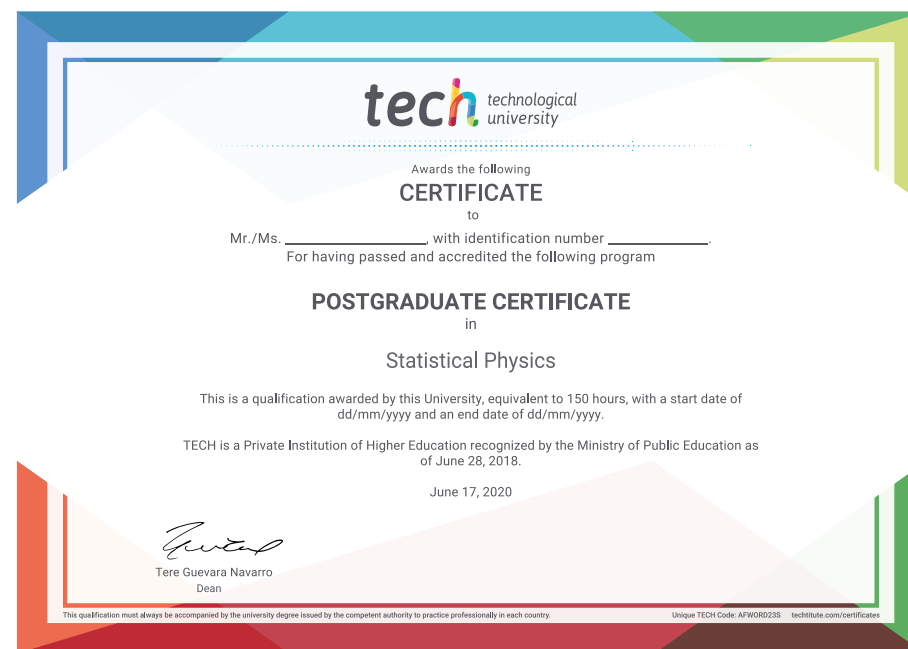 tech technological
university
Awards the following
CERTIFICATE
to
Mr./Ms. ____________________, with identification number ______________.
For having passed and accredited the following program
POSTGRADUATE CERTIFICATE
in
Statistical Physics
This is a qualification awarded by this University, equivalent to 150 hours, with a start date of
dd/mm/yyyy and an end date of dd/mm/yyyy.
TECH is a Private Institution of Higher Education recognized by the Ministry of Public Education as
of June 28, 2018.
June 17, 2020
Tere Guevara Navarro
Dean
This qualification must always be accompanied by the university degree issued by the competent authority to practice professionally in each country.
Unique TECH Code: AFWORD23S techtitute.com/certificates